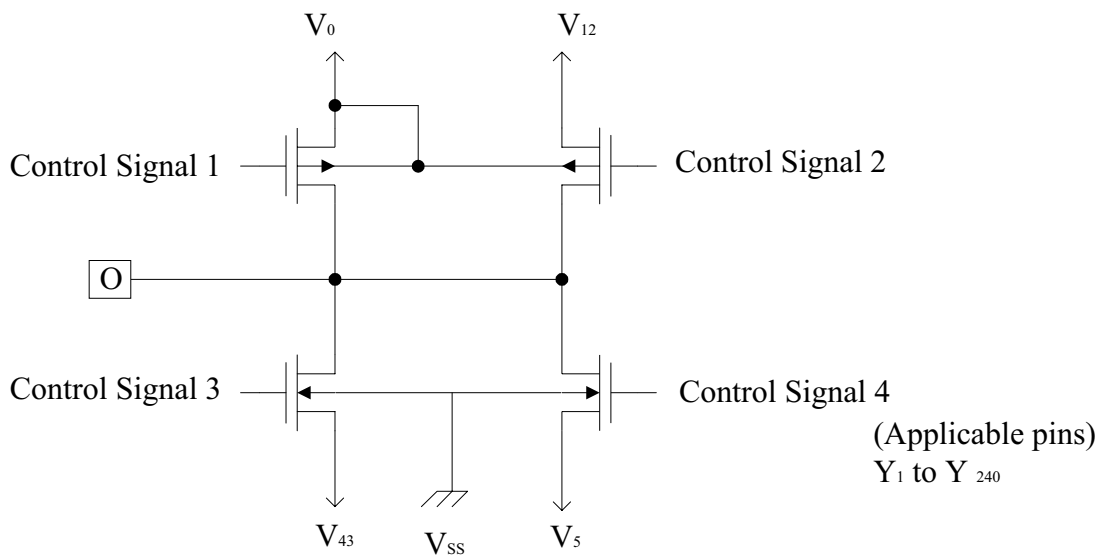 V₀
V₁₂
Control Signal 1
Control Signal 2
O
Control Signal 3
Control Signal 4
(Applicable pins)
Y₁ to Y ₂₄₀
V₄₃
V_SS
V₅